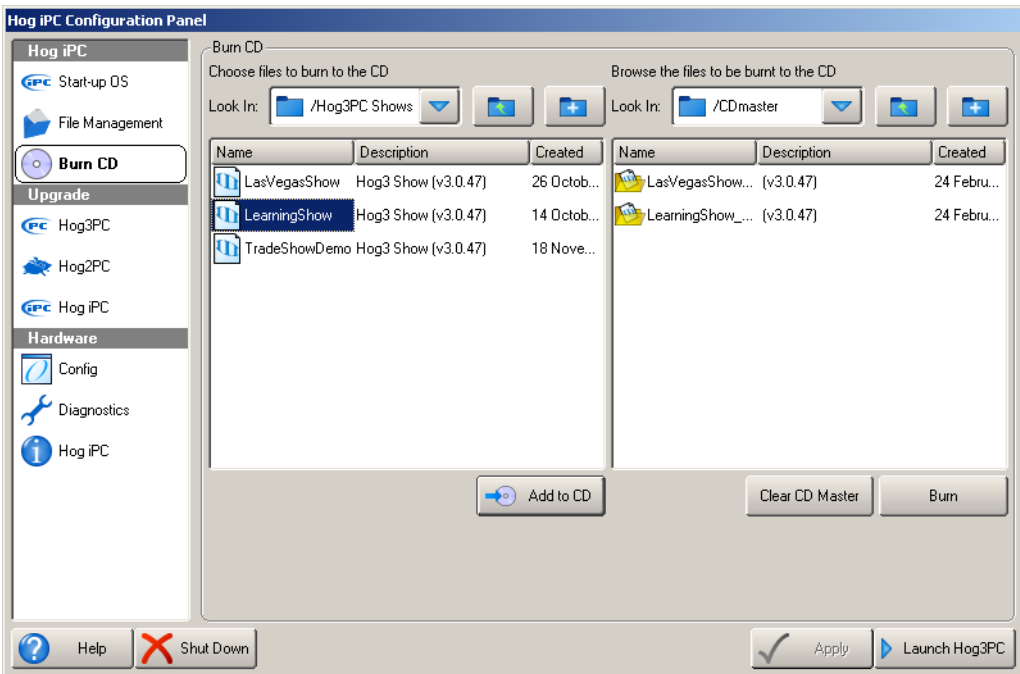 Hog iPC Configuration Panel
Hog iPC
iPC Start-up OS
File Management
Burn CD
Upgrade
PC Hog3PC
Hog2PC
iPC Hog iPC
Hardware
Config
Diagnostics
i Hog iPC
Burn CD
Choose files to burn to the CD
Look In: /Hog3PC Shows
Name Description Created
LasVegasShow Hog3 Show (v3.0.47) 26 Octob...
LearningShow Hog3 Show (v3.0.47) 14 Octob...
TradeShowDemo Hog3 Show (v3.0.47) 18 Nove...
Add to CD
Browse the files to be burnt to the CD
Look In: /CDmaster
Name Description Created
LasVegasShow... (v3.0.47) 24 Febru...
LearningShow_... (v3.0.47) 24 Febru...
Clear CD Master Burn
? Help Shut Down Apply Launch Hog3PC